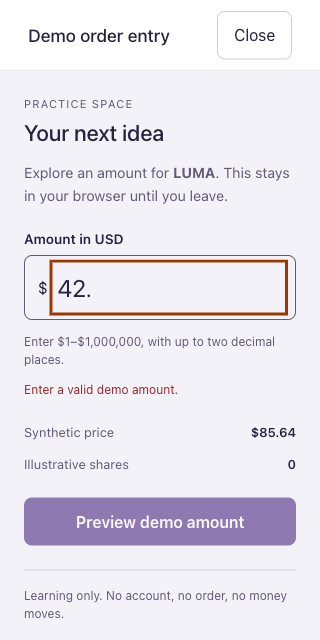 Demo order entry
Close
PRACTICE SPACE
Your next idea
Explore an amount for LUMA. This stays
in your browser until you leave.
Amount in USD
$ 42.
Enter $1–$1,000,000, with up to two decimal
places.
Enter a valid demo amount.
Synthetic price $85.64
Illustrative shares 0
Preview demo amount
Learning only. No account, no order, no money
moves.